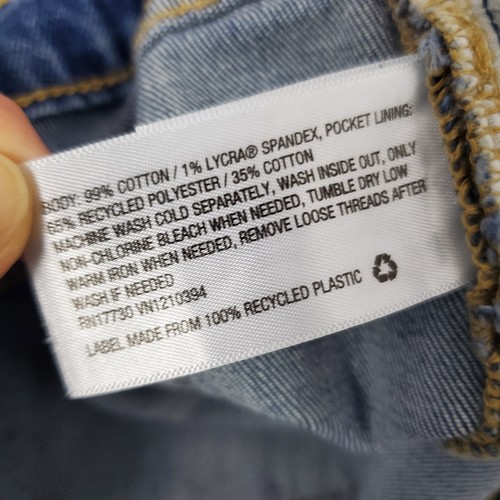 BODY: 99% COTTON / 1% LYCRA® SPANDEX, POCKET LINING:
65% RECYCLED POLYESTER / 35% COTTON
MACHINE WASH COLD SEPARATELY, WASH INSIDE OUT, ONLY
NON-CHLORINE BLEACH WHEN NEEDED, TUMBLE DRY LOW
WARM IRON WHEN NEEDED, REMOVE LOOSE THREADS AFTER
WASH IF NEEDED
RN17730 VN1210394
LABEL MADE FROM 100% RECYCLED PLASTIC